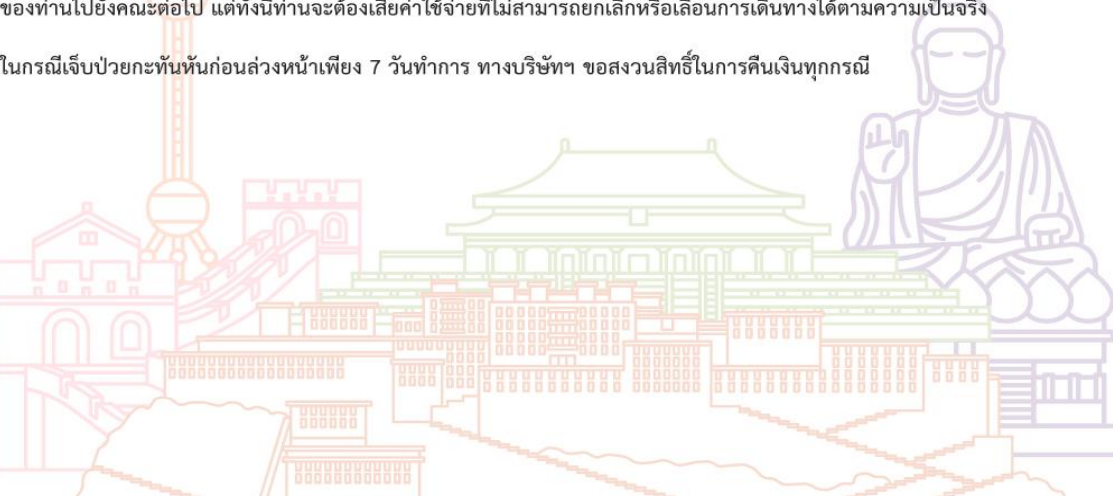 ของท่านไปยังคณะต่อไป แต่ทั้งนี้ท่านจะต้องเสียค่าใช้จ่ายที่ไม่สามารถยกเลิกหรือเลื่อนการเดินทางได้ตามความเป็นจริง
ในกรณีเจ็บป่วยกะทันหันก่อนล่วงหน้าเพียง 7 วันทำการ ทางบริษัทฯ ขอสงวนสิทธิ์ในการคืนเงินทุกกรณี